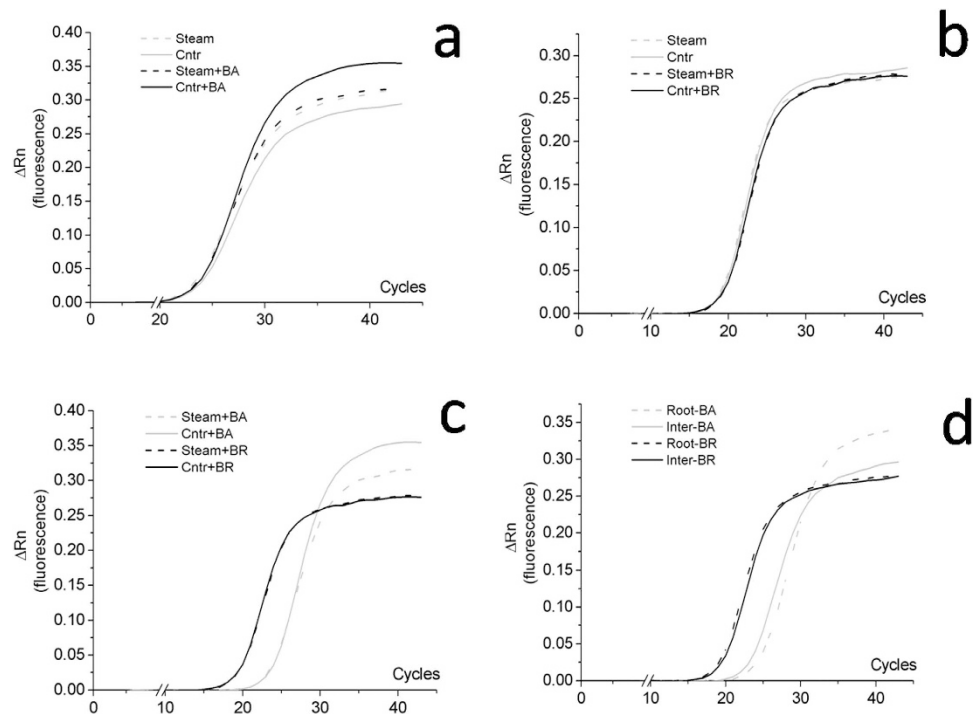 a
Steam
Cntr
Steam+BA
Cntr+BA
0.40
0.35
0.30
0.25
0.20
0.15
0.10
0.05
0.00
ΔRn
(fluorescence)
Cycles
0 20 30 40
b
Steam
Cntr
Steam+BR
Cntr+BR
0.30
0.25
0.20
0.15
0.10
0.05
0.00
ΔRn
(fluorescence)
Cycles
0 10 20 30 40
c
Steam+BA
Cntr+BA
Steam+BR
Cntr+BR
0.40
0.35
0.30
0.25
0.20
0.15
0.10
0.05
0.00
ΔRn
(fluorescence)
Cycles
0 10 20 30 40
d
Root-BA
Inter-BA
Root-BR
Inter-BR
0.35
0.30
0.25
0.20
0.15
0.10
0.05
0.00
ΔRn
(fluorescence)
Cycles
0 10 20 30 40